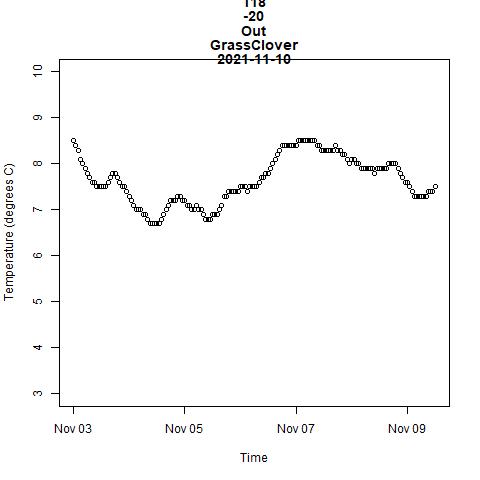 T18
-20
Out
GrassClover
2021-11-10
10
9
8
7
6
5
4
3
Temperature (degrees C)
Nov 03 Nov 05 Nov 07 Nov 09
Time